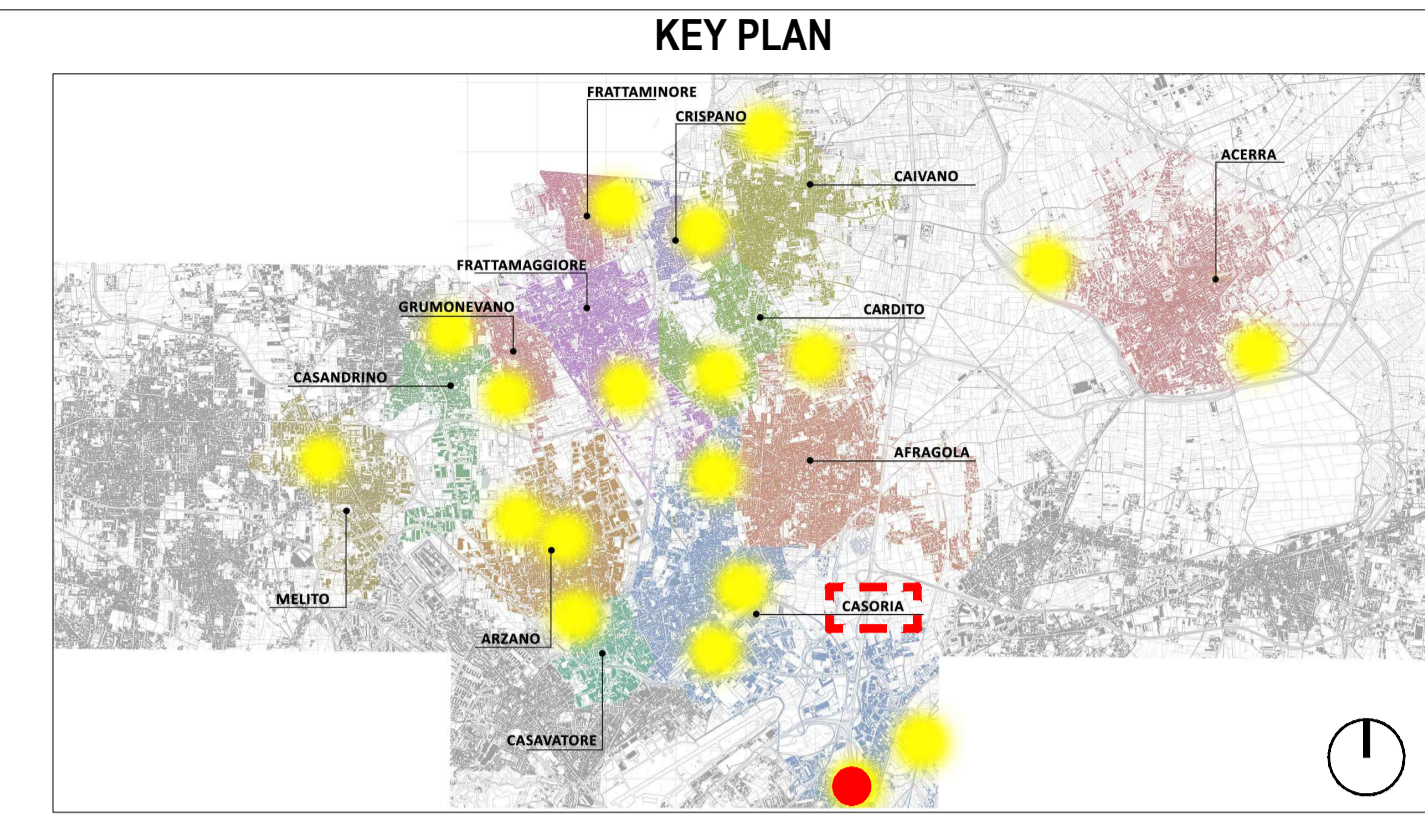 KEY PLAN
FRATTAMINORE
CRISPANO
ACERRA
CAIVANO
FRATTAMAGGIORE
GRUMONEVANO
CARDITO
CASANDRINO
AFRAGOLA
MELITO
CASORIA
ARZANO
CASAVATORE